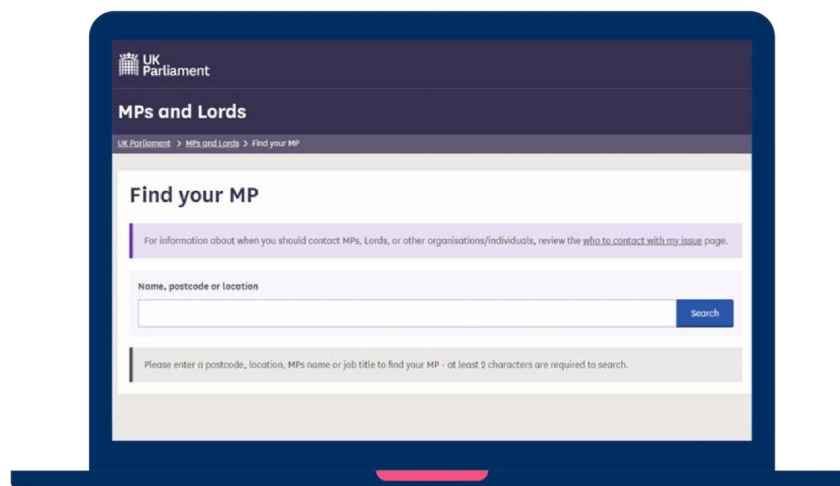 UK
Parliament
MPs and Lords
UK Parliament > MPs and Lords > Find your MP
Find your MP
For information about when you should contact MPs, Lords, or other organisations/individuals, review the who to contact with my issue page.
Name, postcode or location
Search
Please enter a postcode, location, MPs name or job title to find your MP - at least 2 characters are required to search.